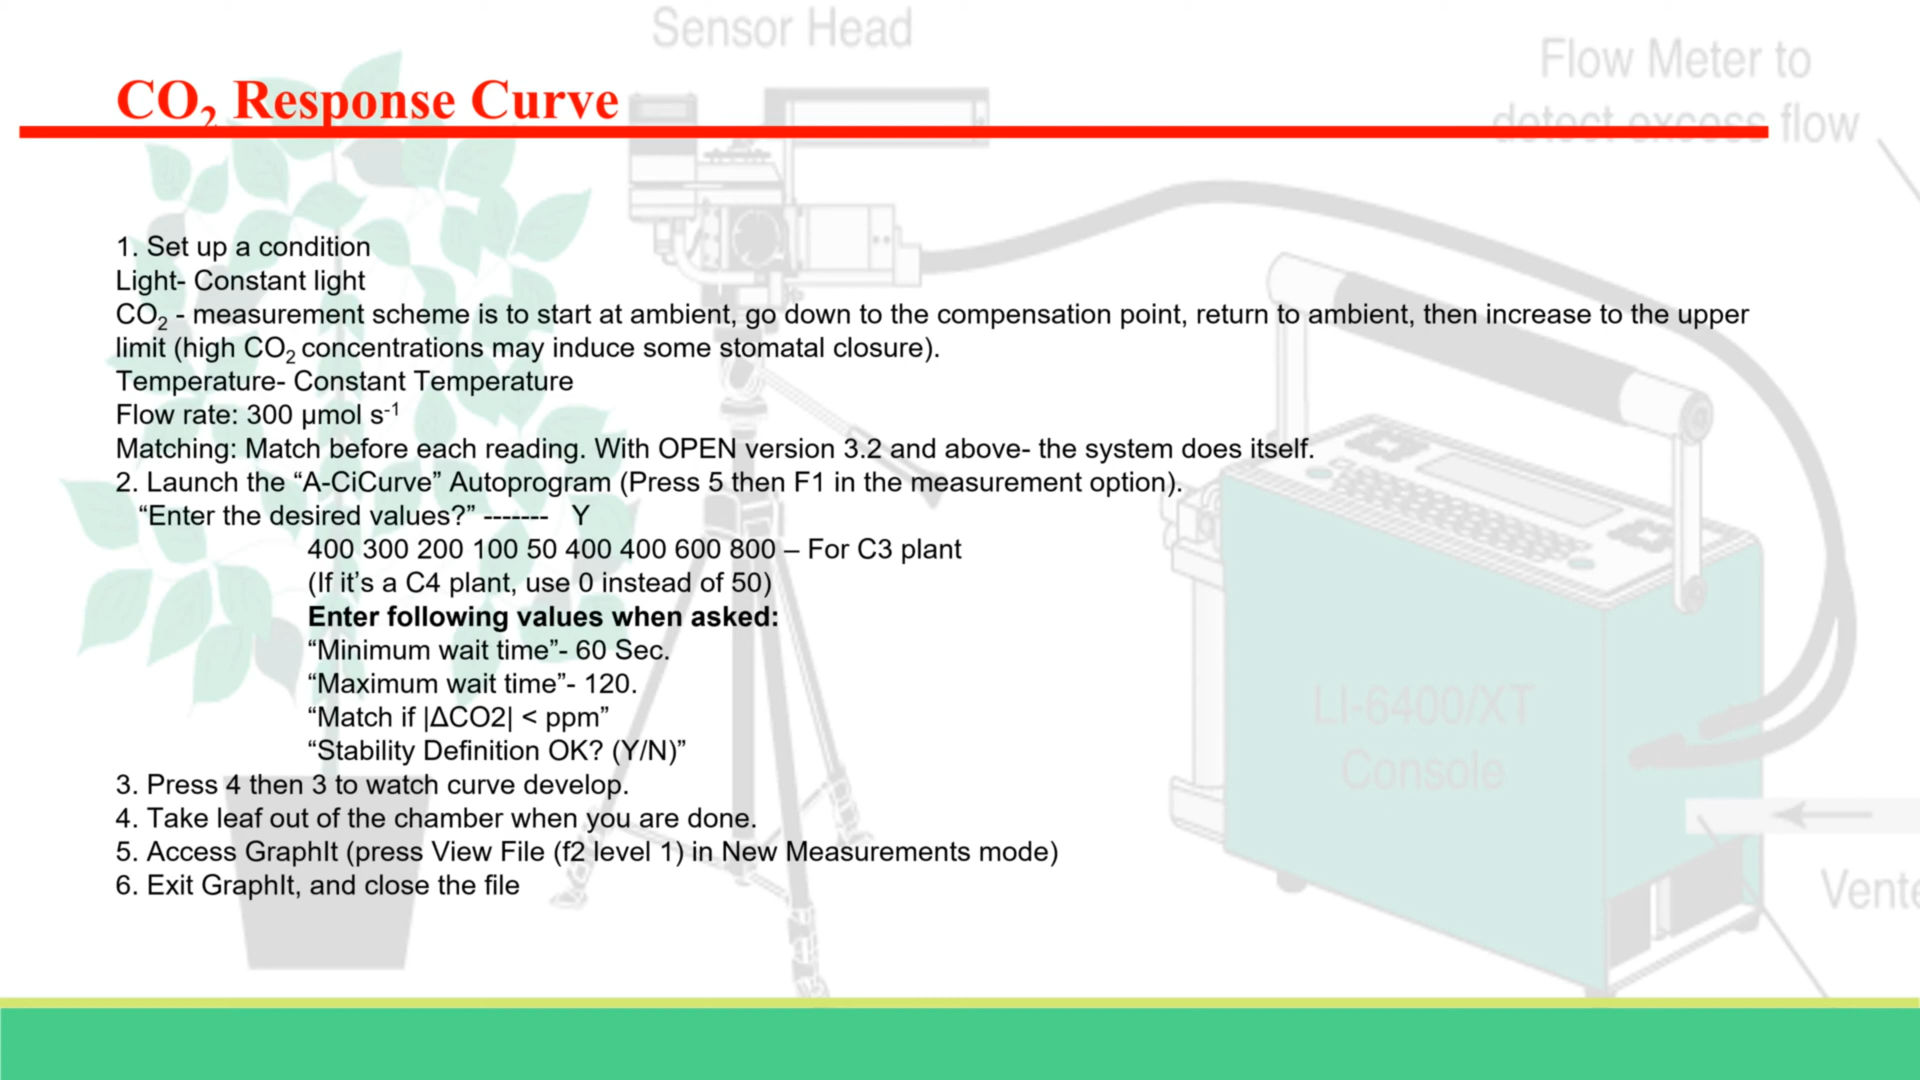 Sensor Head
Flow Meter to
detect excess flow
CO₂ Response Curve
1. Set up a condition
Light- Constant light
CO₂ - measurement scheme is to start at ambient, go down to the compensation point, return to ambient, then increase to the upper
limit (high CO₂ concentrations may induce some stomatal closure).
Temperature- Constant Temperature
Flow rate: 300 μmol s⁻¹
Matching: Match before each reading. With OPEN version 3.2 and above- the system does itself.
2. Launch the “A-CiCurve” Autoprogram (Press 5 then F1 in the measurement option).
“Enter the desired values?” ------- Y
400 300 200 100 50 400 400 600 800 – For C3 plant
(If it’s a C4 plant, use 0 instead of 50)
Enter following values when asked:
“Minimum wait time”- 60 Sec.
“Maximum wait time”- 120.
“Match if |ΔCO2| < ppm”
“Stability Definition OK? (Y/N)”
3. Press 4 then 3 to watch curve develop.
4. Take leaf out of the chamber when you are done.
5. Access GraphIt (press View File (f2 level 1) in New Measurements mode)
6. Exit GraphIt, and close the file
LI-6400/XT
Console